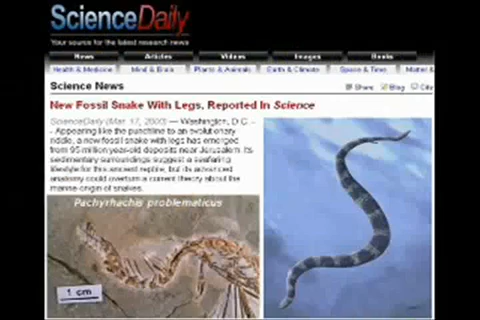 ScienceDaily
Your source for the latest research news
News Articles Videos Images Books
Health & Medicine Mind & Brain Plants & Animals Earth & Climate Space & Time Matter &
Science News
Share Blog
New Fossil Snake With Legs, Reported In Science
ScienceDaily (Mar. 17, 2000) — Washington, D.C. -
- Appearing like the punchline to an evolutionary
riddle, a new fossil snake with legs has emerged
from 95 million year-old deposits near Jerusalem. Its
sedimentary surroundings suggest a seafaring
lifestyle for this ancient reptile, but its advanced
anatomy could overturn a current theory about the
marine origin of snakes.
Pachyrhachis problematicus
1 cm